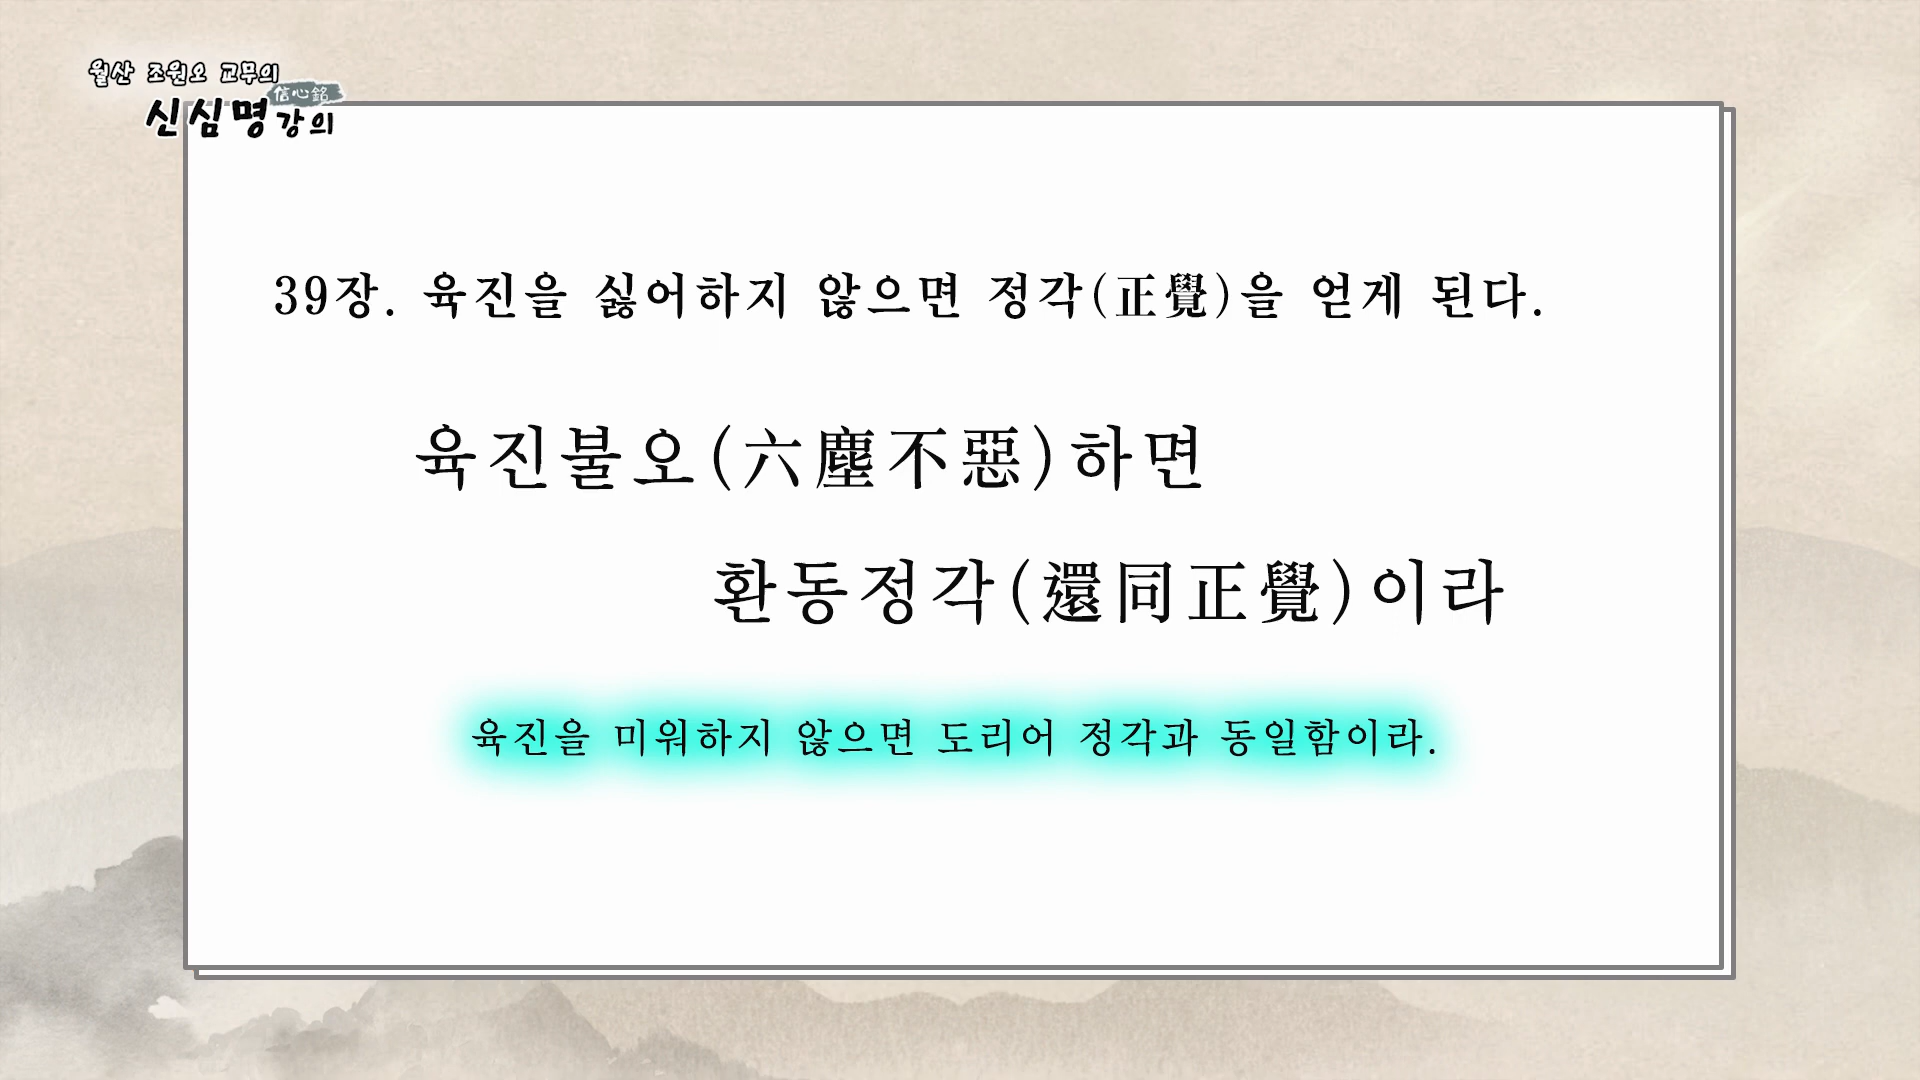 월산 조원오 교무의
신심명 信心銘 강의
39장. 육진을 싫어하지 않으면 정각(正覺)을 얻게 된다.
육진불오(六塵不惡)하면
환동정각(還同正覺)이라
육진을 미워하지 않으면 도리어 정각과 동일함이라.